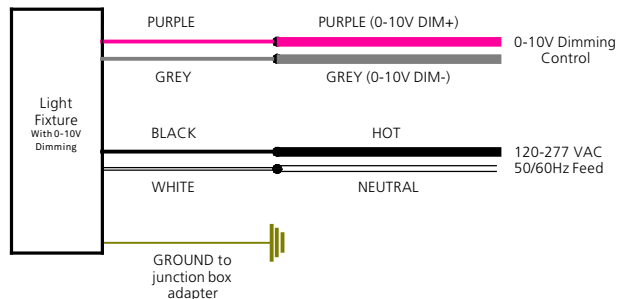 PURPLE
PURPLE (0-10V DIM+)
0-10V Dimming
Control
GREY
GREY (0-10V DIM-)
Light
Fixture
With 0-10V
Dimming
BLACK
HOT
120-277 VAC
50/60Hz Feed
WHITE
NEUTRAL
GROUND to
junction box
adapter